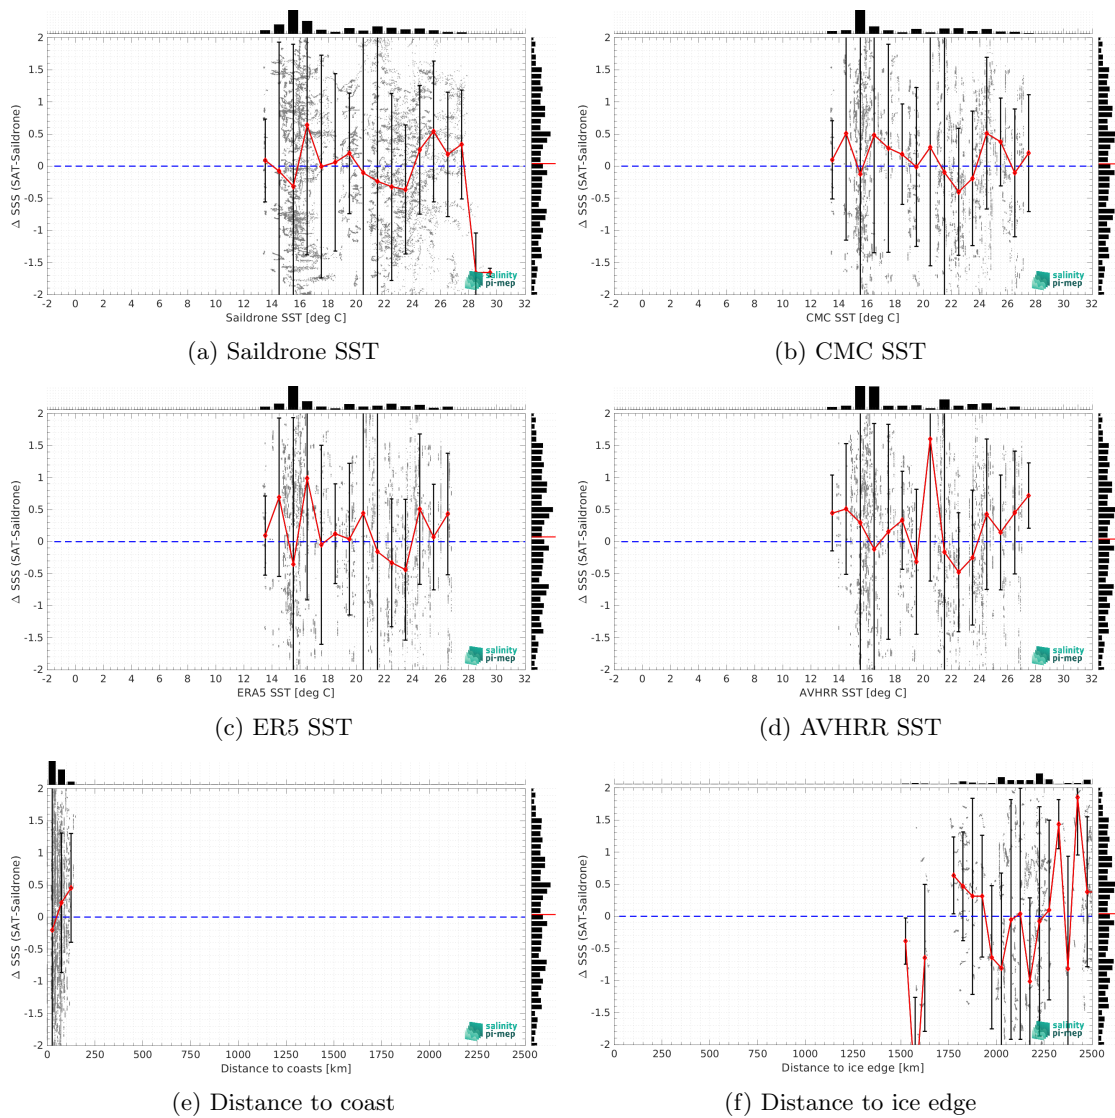 2
1.5
1
0.5
0
-0.5
-1
-1.5
-2
Δ SSS (SAT-Saildrone)
salinity
pi-mep
-2 0 2 4 6 8 10 12 14 16 18 20 22 24 26 28 30 32
Saildrone SST [deg C]
(a) Saildrone SST
2
1.5
1
0.5
0
-0.5
-1
-1.5
-2
Δ SSS (SAT-Saildrone)
salinity
pi-mep
-2 0 2 4 6 8 10 12 14 16 18 20 22 24 26 28 30 32
CMC SST [deg C]
(b) CMC SST
2
1.5
1
0.5
0
-0.5
-1
-1.5
-2
Δ SSS (SAT-Saildrone)
salinity
pi-mep
-2 0 2 4 6 8 10 12 14 16 18 20 22 24 26 28 30 32
ERA5 SST [deg C]
(c) ER5 SST
2
1.5
1
0.5
0
-0.5
-1
-1.5
-2
Δ SSS (SAT-Saildrone)
salinity
pi-mep
-2 0 2 4 6 8 10 12 14 16 18 20 22 24 26 28 30 32
AVHRR SST [deg C]
(d) AVHRR SST
2
1.5
1
0.5
0
-0.5
-1
-1.5
-2
Δ SSS (SAT-Saildrone)
salinity
pi-mep
0 250 500 750 1000 1250 1500 1750 2000 2250 2500
Distance to coasts [km]
(e) Distance to coast
2
1.5
1
0.5
0
-0.5
-1
-1.5
-2
Δ SSS (SAT-Saildrone)
salinity
pi-mep
0 250 500 750 1000 1250 1500 1750 2000 2250 2500
Distance to ice edge [km]
(f) Distance to ice edge